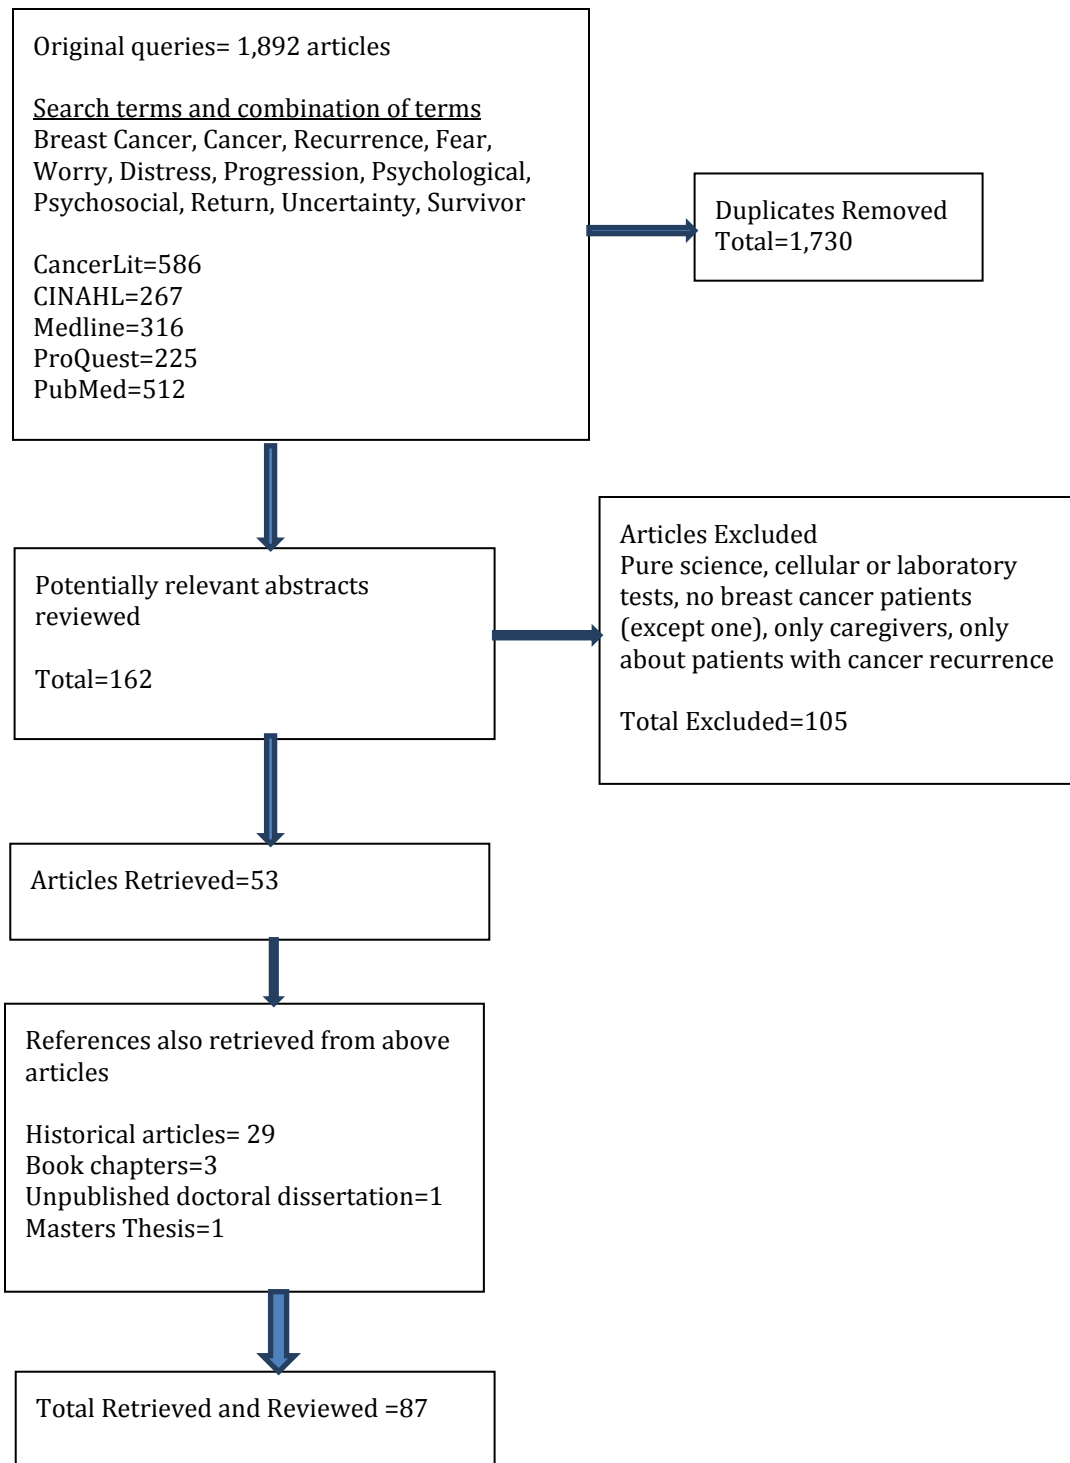 Original queries= 1,892 articles
Search terms and combination of terms
Breast Cancer, Cancer, Recurrence, Fear,
Worry, Distress, Progression, Psychological,
Psychosocial, Return, Uncertainty, Survivor
CancerLit=586
CINAHL=267
Medline=316
ProQuest=225
PubMed=512
Duplicates Removed
Total=1,730
Potentially relevant abstracts
reviewed
Total=162
Articles Excluded
Pure science, cellular or laboratory
tests, no breast cancer patients
(except one), only caregivers, only
about patients with cancer recurrence
Total Excluded=105
Articles Retrieved=53
References also retrieved from above
articles
Historical articles= 29
Book chapters=3
Unpublished doctoral dissertation=1
Masters Thesis=1
Total Retrieved and Reviewed =87